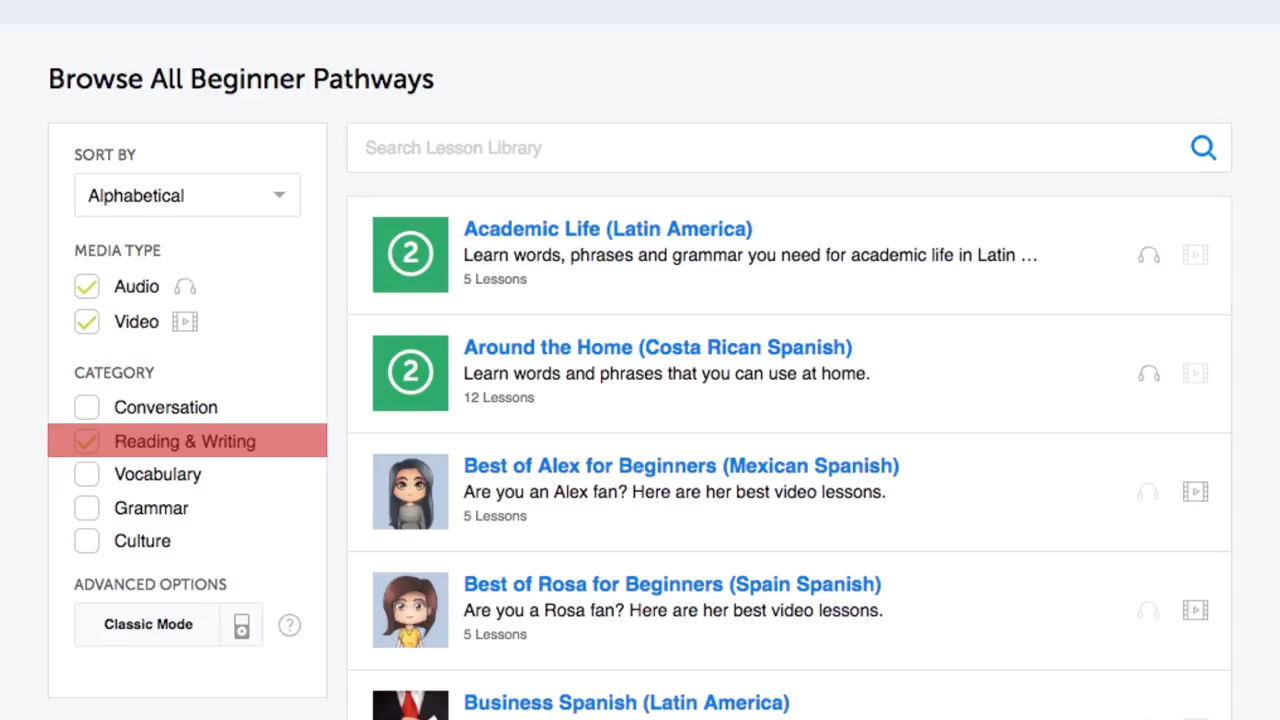 Browse All Beginner Pathways
SORT BY
Alphabetical
MEDIA TYPE
Audio
Video
CATEGORY
Conversation
Reading & Writing
Vocabulary
Grammar
Culture
ADVANCED OPTIONS
Classic Mode
?
Search Lesson Library
2
Academic Life (Latin America)
Learn words, phrases and grammar you need for academic life in Latin …
5 Lessons
2
Around the Home (Costa Rican Spanish)
Learn words and phrases that you can use at home.
12 Lessons
Best of Alex for Beginners (Mexican Spanish)
Are you an Alex fan? Here are her best video lessons.
5 Lessons
Best of Rosa for Beginners (Spain Spanish)
Are you a Rosa fan? Here are her best video lessons.
5 Lessons
Business Spanish (Latin America)